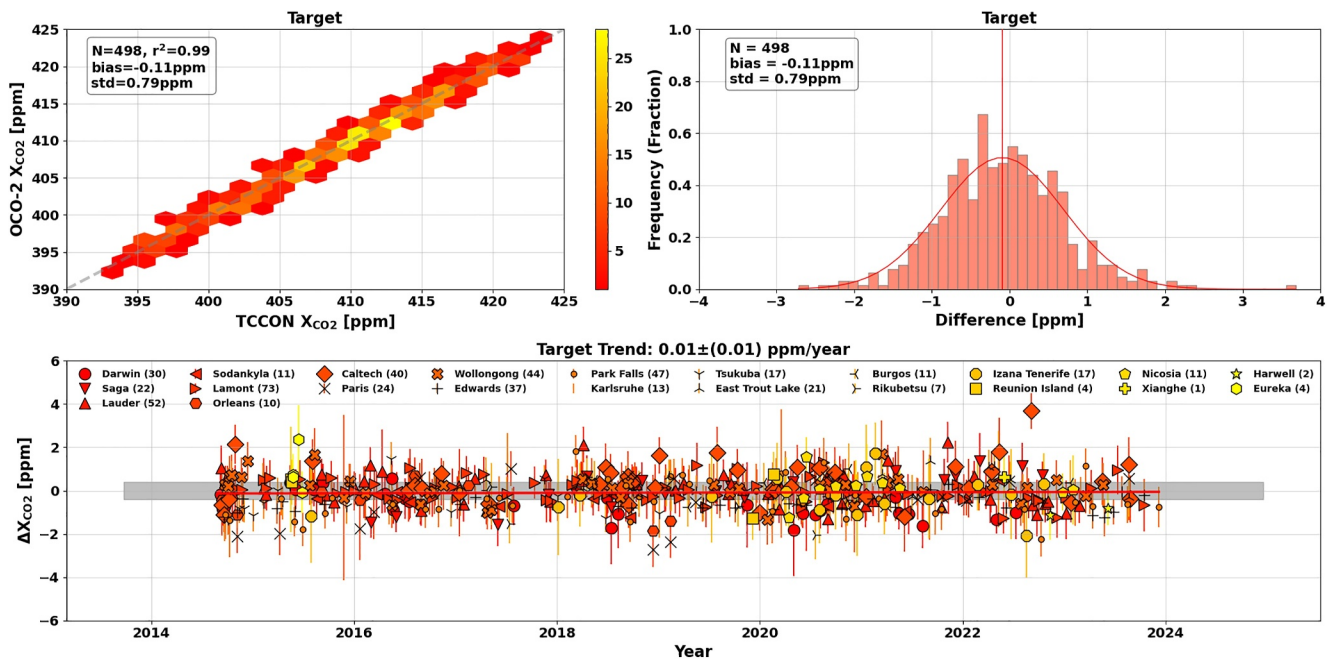 Target
N=498, r²=0.99
bias=-0.11ppm
std=0.79ppm
OCO-2 X_CO2 [ppm]
425
420
415
410
405
400
395
390
390 395 400 405 410 415 420 425
TCCON X_CO2 [ppm]
25
20
15
10
5
Target
N = 498
bias = -0.11ppm
std = 0.79ppm
Frequency (Fraction)
1.0
0.8
0.6
0.4
0.2
0.0
−4 −3 −2 −1 0 1 2 3 4
Difference [ppm]
Target Trend: 0.01±(0.01) ppm/year
Darwin (30) Sodankyla (11) Caltech (40) Wollongong (44) Park Falls (47) Tsukuba (17) Burgos (11) Izana Tenerife (17) Nicosia (11) Harwell (2)
Saga (22) Lamont (73) Paris (24) Edwards (37) Karlsruhe (13) East Trout Lake (21) Rikubetsu (7) Reunion Island (4) Xianghe (1) Eureka (4)
Lauder (52) Orleans (10)
ΔX_CO2 [ppm]
6
4
2
0
−2
−4
−6
2014 2016 2018 2020 2022 2024
Year